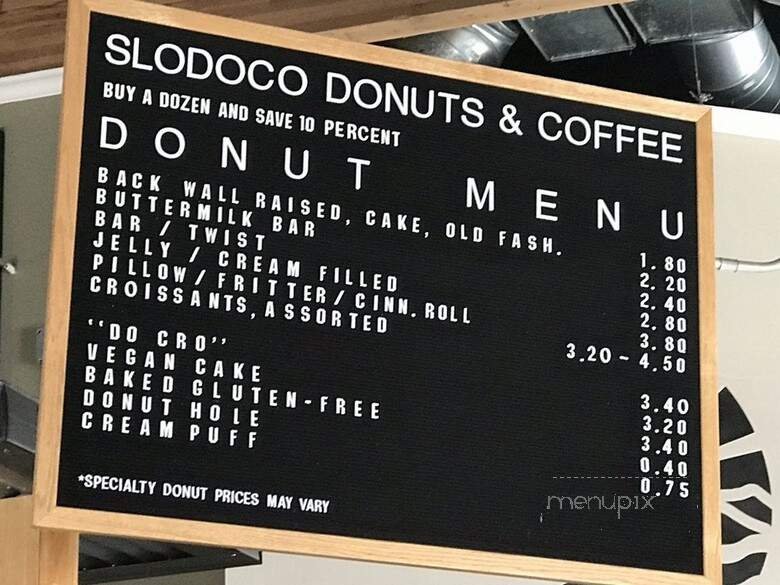 SLODOCO DONUTS & COFFEE
BUY A DOZEN AND SAVE 10 PERCENT
DONUT MENU
BACK WALL RAISED, CAKE, OLD FASH. 1.80
BUTTERMILK BAR 2.20
BAR / TWIST 2.40
JELLY / CREAM FILLED 2.80
PILLOW/FRITTER/CINN.ROLL 3.80
CROISSANTS, ASSORTED 3.20-4.50
"DO CRO" 3.40
VEGAN CAKE 3.20
BAKED GLUTEN-FREE 3.40
DONUT HOLE 0.40
CREAM PUFF 0.75
*SPECIALTY DONUT PRICES MAY VARY
menupix